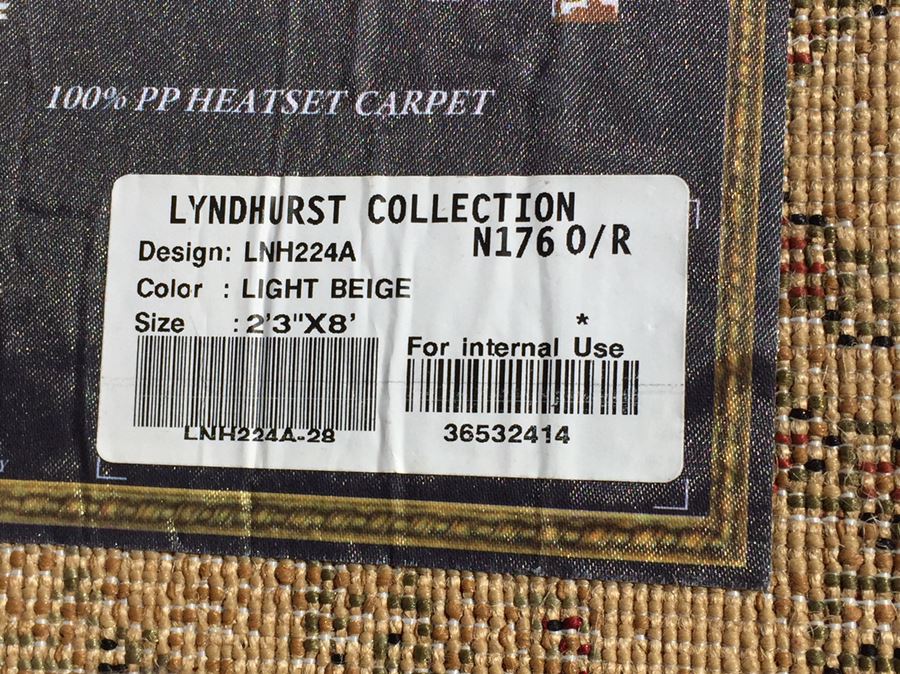 100% PP HEATSET CARPET
LYNDHURST COLLECTION
N176 O/R
Design: LNH224A
Color : LIGHT BEIGE
Size : 2'3"X8'
*
For internal Use
LNH224A-28
36532414